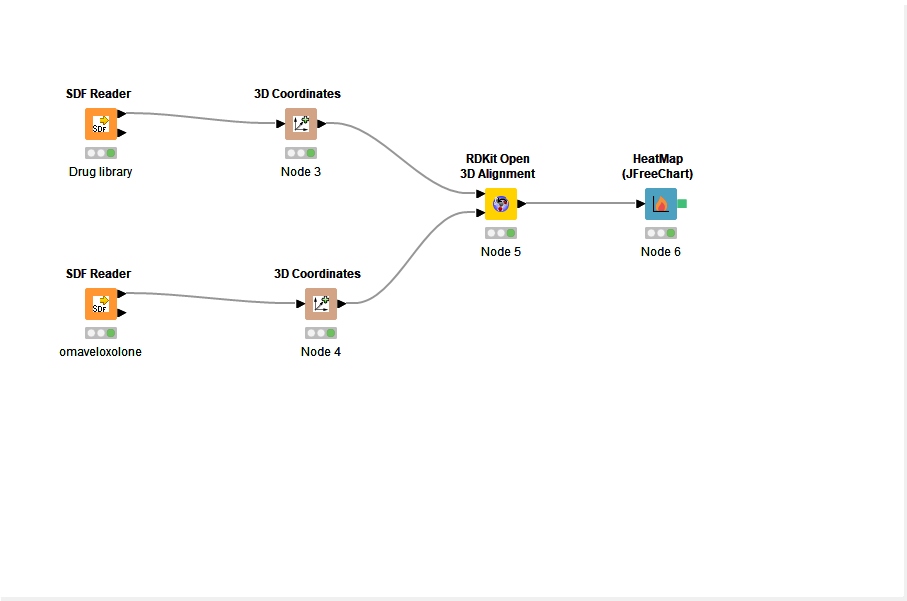 SDF Reader
SDF
Drug library
3D Coordinates
Node 3
RDKit Open
3D Alignment
Node 5
HeatMap
(JFreeChart)
Node 6
SDF Reader
SDF
omaveloxolone
3D Coordinates
Node 4